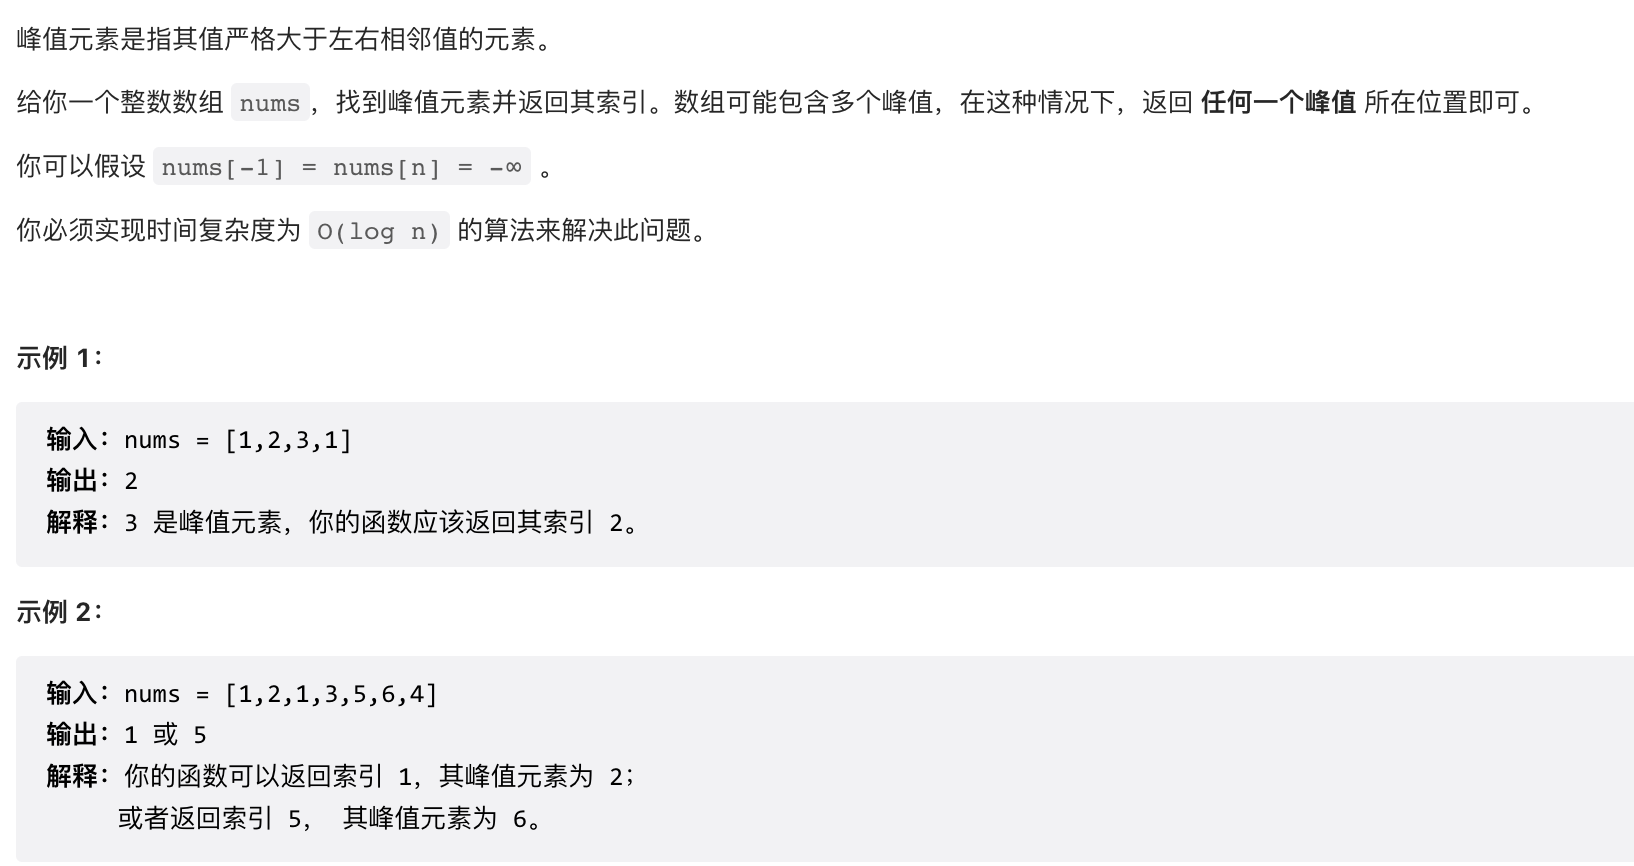 峰值元素是指其值严格大于左右相邻值的元素。
给你一个整数数组 nums，找到峰值元素并返回其索引。数组可能包含多个峰值，在这种情况下，返回 任何一个峰值 所在位置即可。
你可以假设 nums[-1] = nums[n] = -∞ 。
你必须实现时间复杂度为 O(log n) 的算法来解决此问题。
示例 1：
输入：nums = [1,2,3,1]
输出：2
解释：3 是峰值元素，你的函数应该返回其索引 2。
示例 2：
输入：nums = [1,2,1,3,5,6,4]
输出：1 或 5
解释：你的函数可以返回索引 1，其峰值元素为 2；
或者返回索引 5， 其峰值元素为 6。